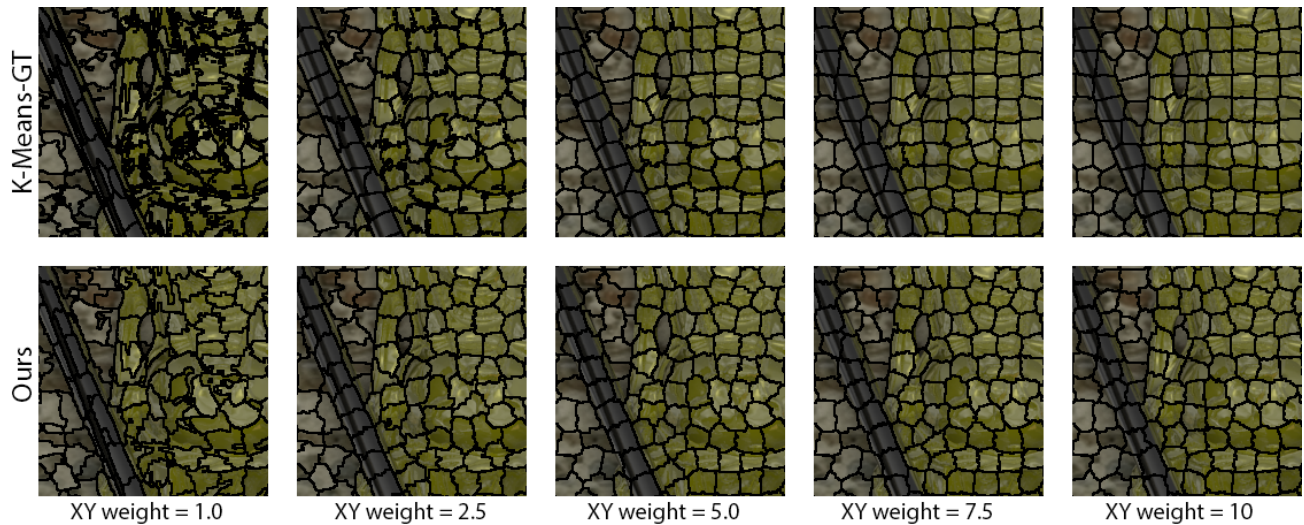 K-Means-GT
Ours
XY weight = 1.0
XY weight = 2.5
XY weight = 5.0
XY weight = 7.5
XY weight = 10